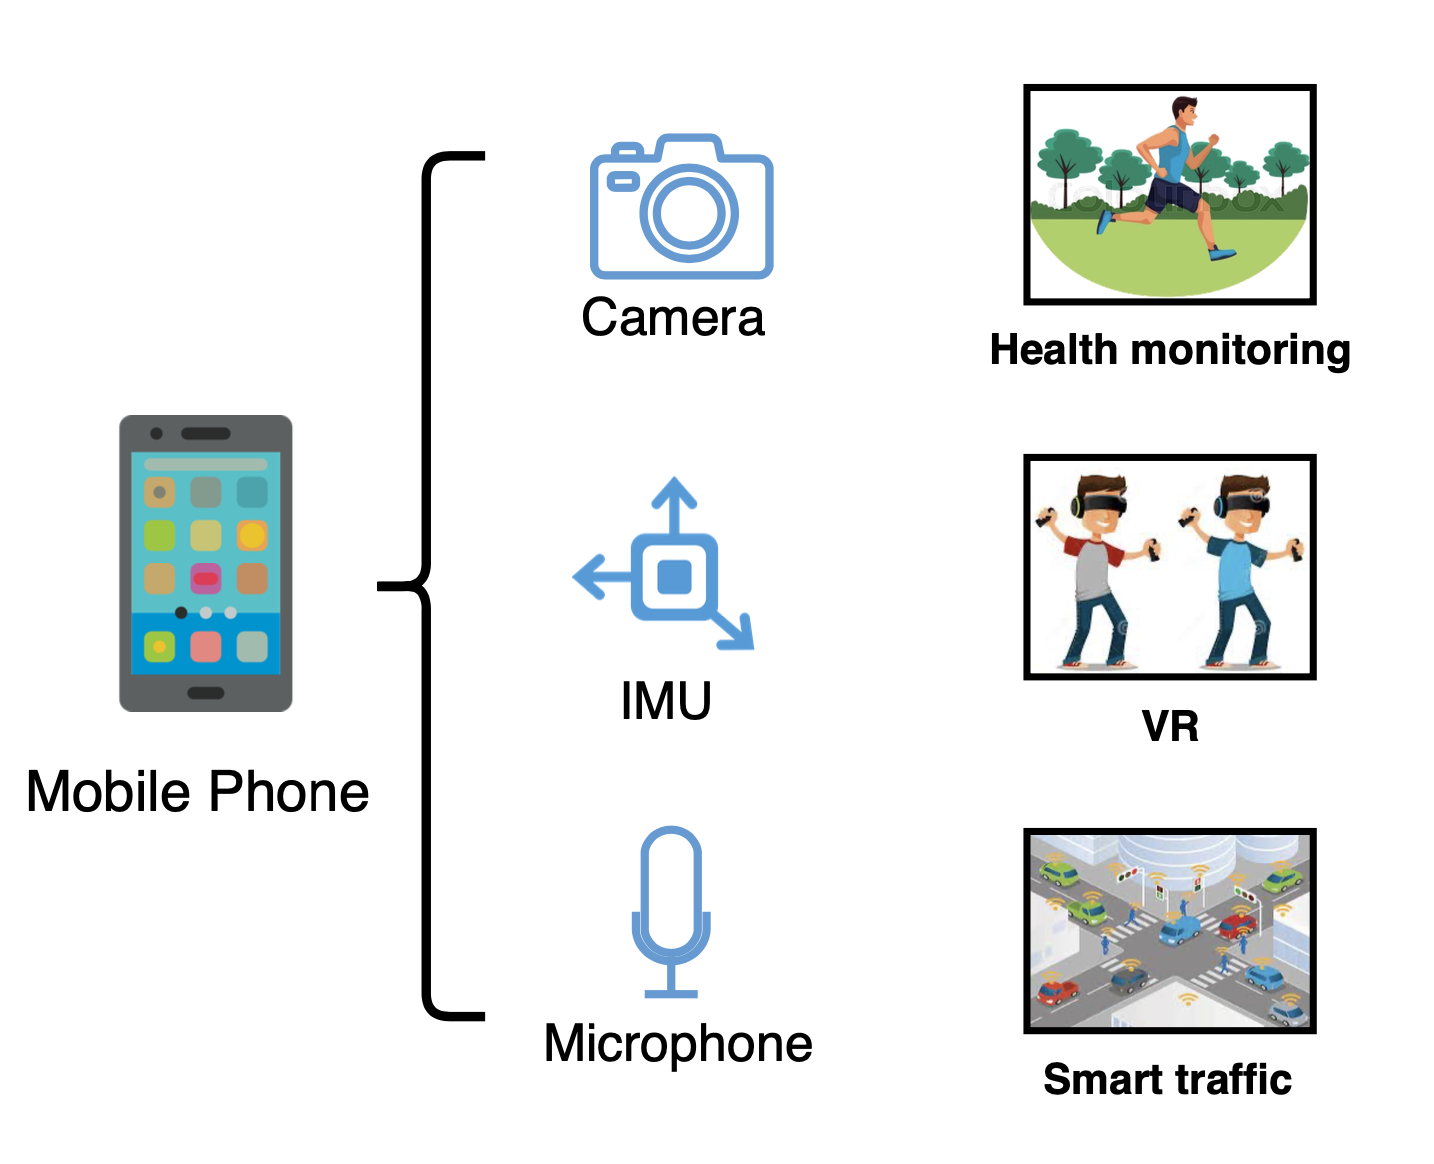 Camera
Health monitoring
Mobile Phone
IMU
VR
Microphone
Smart traffic